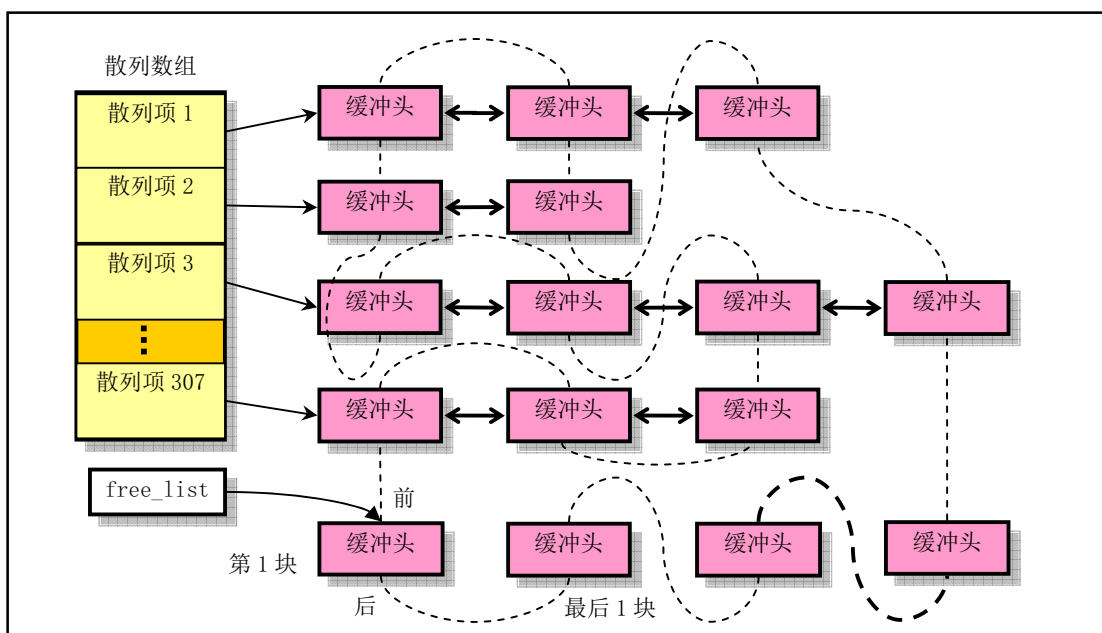 散列数组
散列项 1
缓冲头
缓冲头
缓冲头
散列项 2
缓冲头
缓冲头
散列项 3
缓冲头
缓冲头
缓冲头
缓冲头
散列项 307
缓冲头
缓冲头
缓冲头
free_list
前
缓冲头
缓冲头
缓冲头
缓冲头
第 1 块
后
最后 1 块